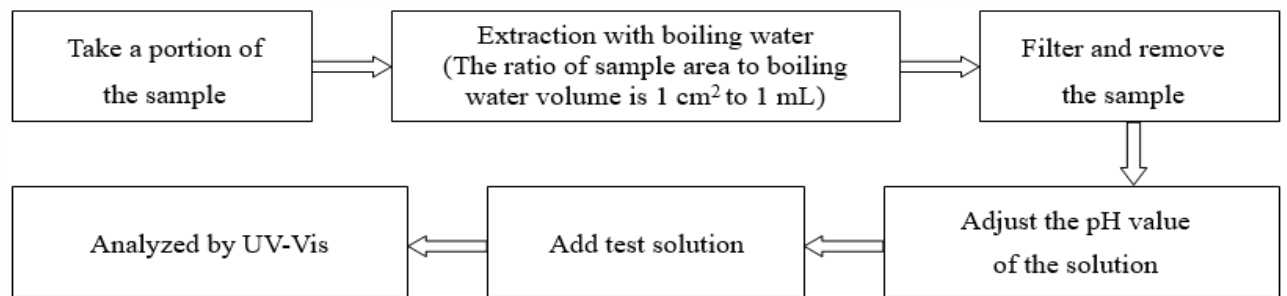 Take a portion of
the sample
Extraction with boiling water
(The ratio of sample area to boiling
water volume is 1 cm² to 1 mL)
Filter and remove
the sample
Adjust the pH value
of the solution
Add test solution
Analyzed by UV-Vis